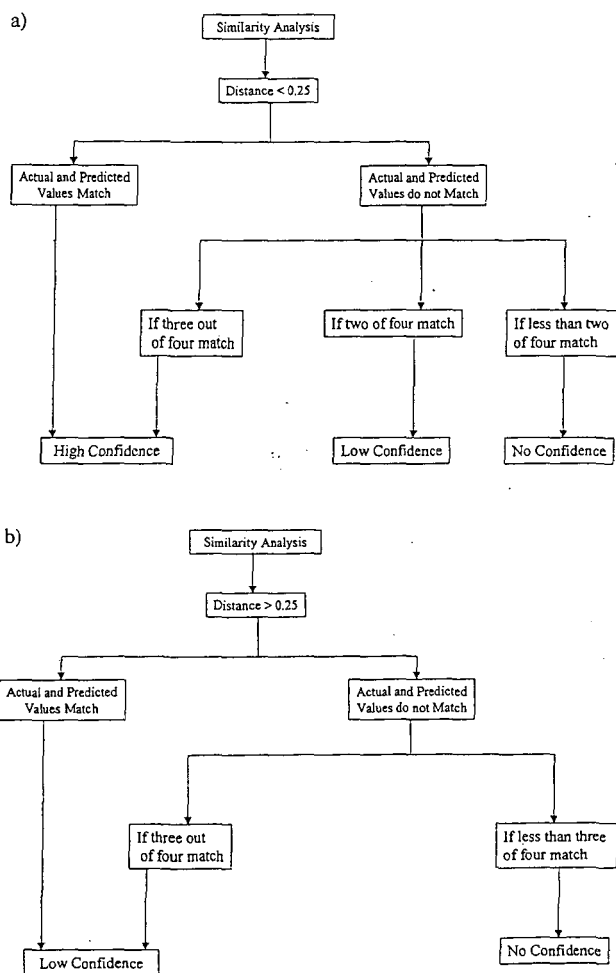 a)
Similarity Analysis
Distance < 0.25
Actual and Predicted
Values Match
Actual and Predicted
Values do not Match
If three out
of four match
If two of four match
If less than two
of four match
High Confidence
Low Confidence
No Confidence
b)
Similarity Analysis
Distance > 0.25
Actual and Predicted
Values Match
Actual and Predicted
Values do not Match
If three out
of four match
If less than three
of four match
Low Confidence
No Confidence